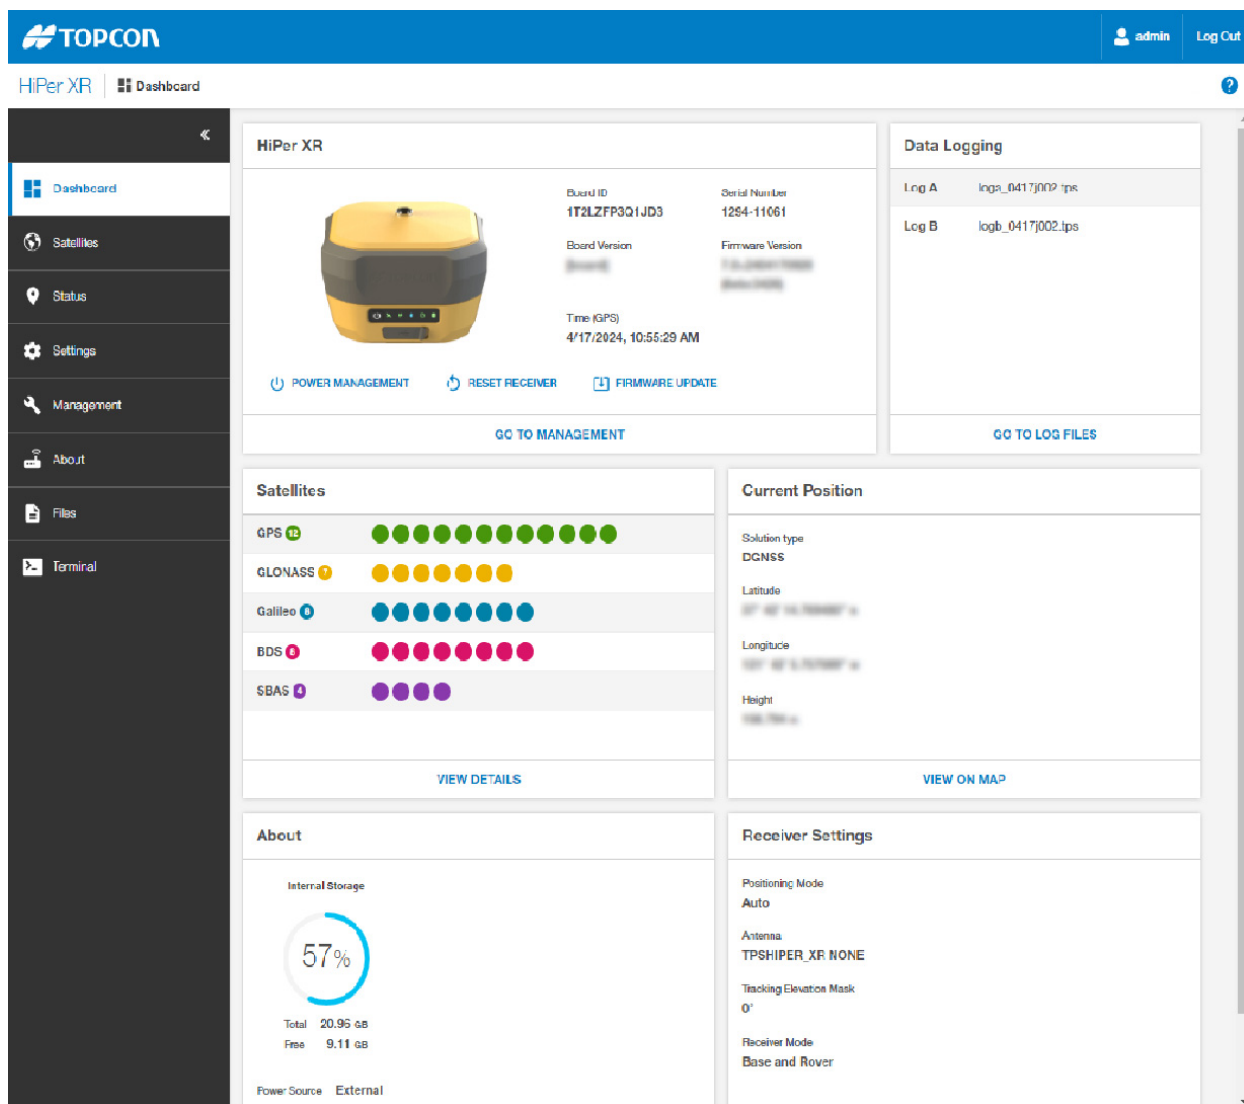 TOPCON
admin
Log Out
HiPer XR
Dashboard
?
«
Dashboard
Satellites
Status
Settings
Management
About
Files
Terminal
HiPer XR
Board ID
1T2LZFP3Q1JD3
Serial Number
1294-11061
Board Version
Firmware Version
Time (GPS)
4/17/2024, 10:55:29 AM
POWER MANAGEMENT
RESET RECEIVER
FIRMWARE UPDATE
GO TO MANAGEMENT
Data Logging
Log A loga_0417j002.tps
Log B logb_0417j002.tps
GO TO LOG FILES
Satellites
GPS 12
GLONASS 7
Galileo 8
BDS 8
SBAS 4
VIEW DETAILS
Current Position
Solution type
DGNSS
Latitude
Longitude
Height
VIEW ON MAP
About
Internal Storage
57%
Total 20.96 GB
Free 9.11 GB
Power Source External
Receiver Settings
Positioning Mode
Auto
Antenna
TPSHIPER_XR NONE
Tracking Elevation Mask
0°
Receiver Mode
Base and Rover